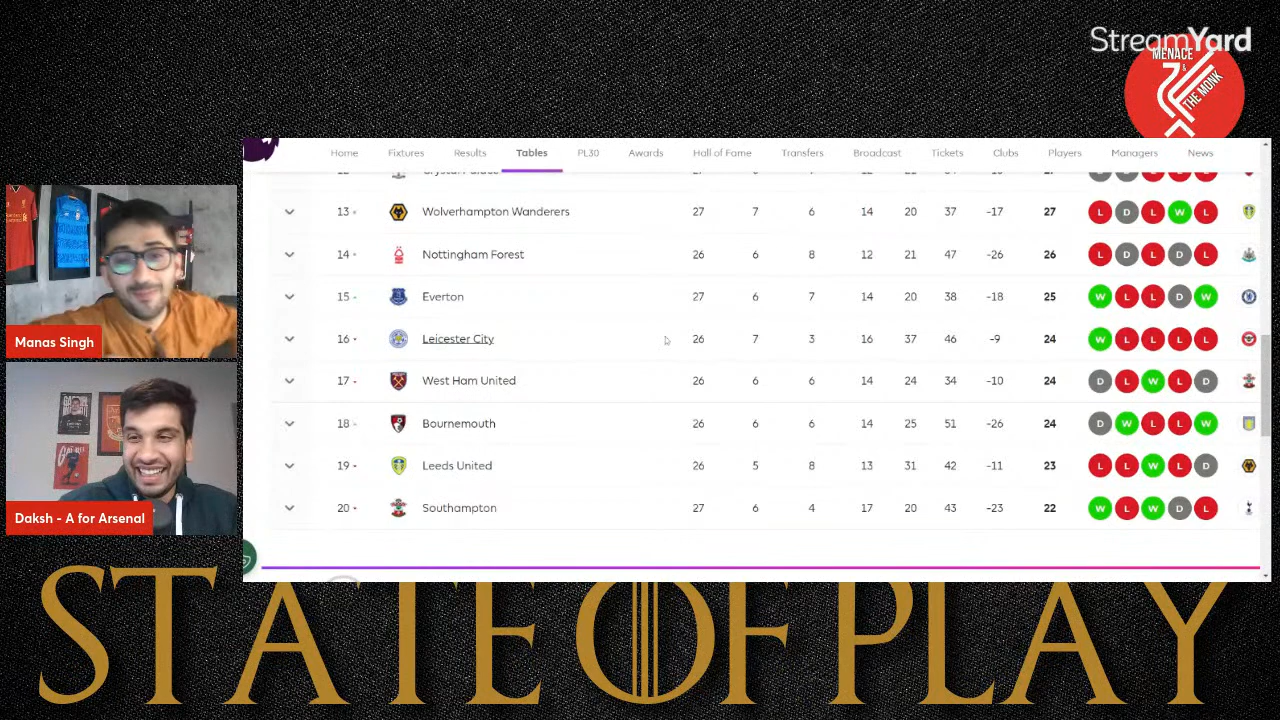 StreamYard
MENACE
&
THE MONK
Home Fixtures Results Tables PL30 Awards Hall of Fame Transfers Broadcast Tickets Clubs Players Managers News
Crystal Palace
13 Wolverhampton Wanderers 27 7 6 14 20 37 -17 27 L D L W L
14 Nottingham Forest 26 6 8 12 21 47 -26 26 L D L D L
15 Everton 27 6 7 14 20 38 -18 25 W L L D W
16 Leicester City 26 7 3 16 37 46 -9 24 W L L L L
17 West Ham United 26 6 6 14 24 34 -10 24 D L W L D
18 Bournemouth 26 6 6 14 25 51 -26 24 D W L L W
19 Leeds United 26 5 8 13 31 42 -11 23 L L W L D
20 Southampton 27 6 4 17 20 43 -23 22 W L W D L
Manas Singh
Daksh - A for Arsenal
STATE OF PLAY